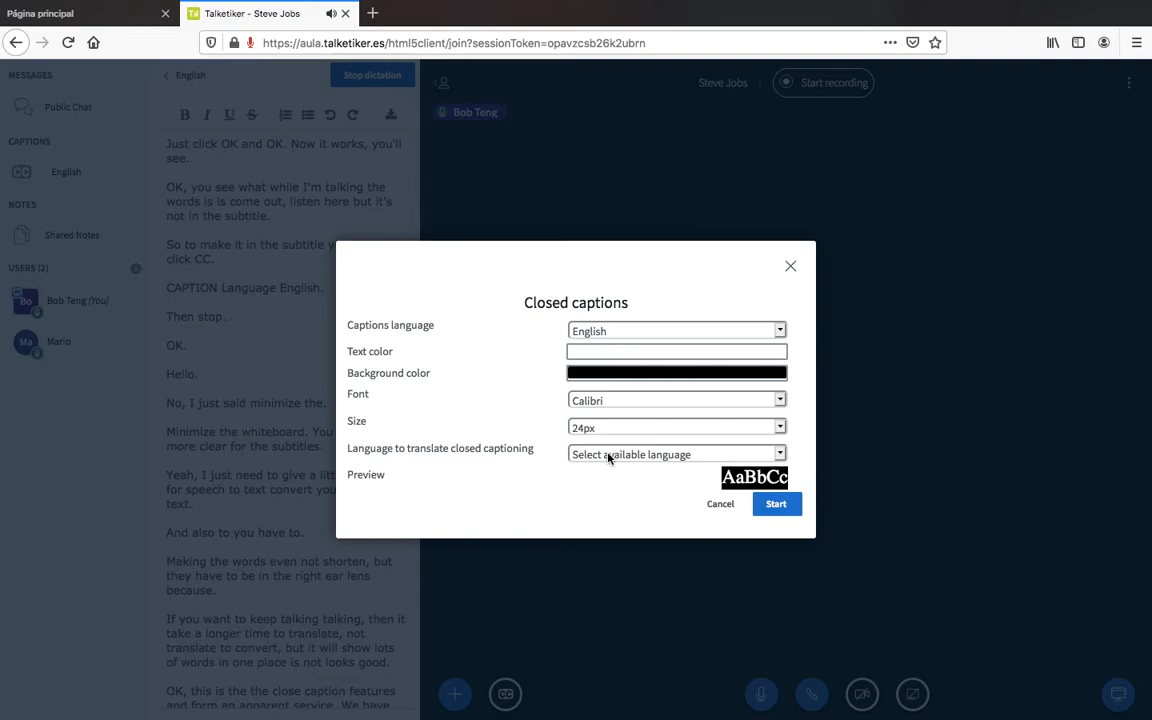 Página principal
Talketiker - Steve Jobs
https://aula.talketiker.es/html5client/join?sessionToken=opavzcsb26k2ubrn
MESSAGES
Public Chat
CAPTIONS
English
NOTES
Shared Notes
USERS (2)
Bo
Bob Teng (You)
Ma
Mario
English
Stop dictation
B I U S
Just click OK and OK. Now it works, you'll
see.
OK, you see what while I'm talking the
words is is come out, listen here but it's
not in the subtitle.
So to make it in the subtitle y
click CC.
CAPTION Language English.
Then stop.
OK.
Hello.
No, I just said minimize the.
Minimize the whiteboard. You
more clear for the subtitles.
Yeah, I just need to give a litt
for speech to text convert you
text.
And also to you have to.
Making the words even not shorten, but
they have to be in the right ear lens
because.
If you want to keep talking talking, then it
take a longer time to translate, not
translate to convert, but it will show lots
of words in one place is not looks good.
OK, this is the the close caption features
and form an apparent service. We have
Steve Jobs
Start recording
Bob Teng
Closed captions
Captions language
English
Text color
Background color
Font
Calibri
Size
24px
Language to translate closed captioning
Select available language
Preview
AaBbCc
Cancel
Start
CC